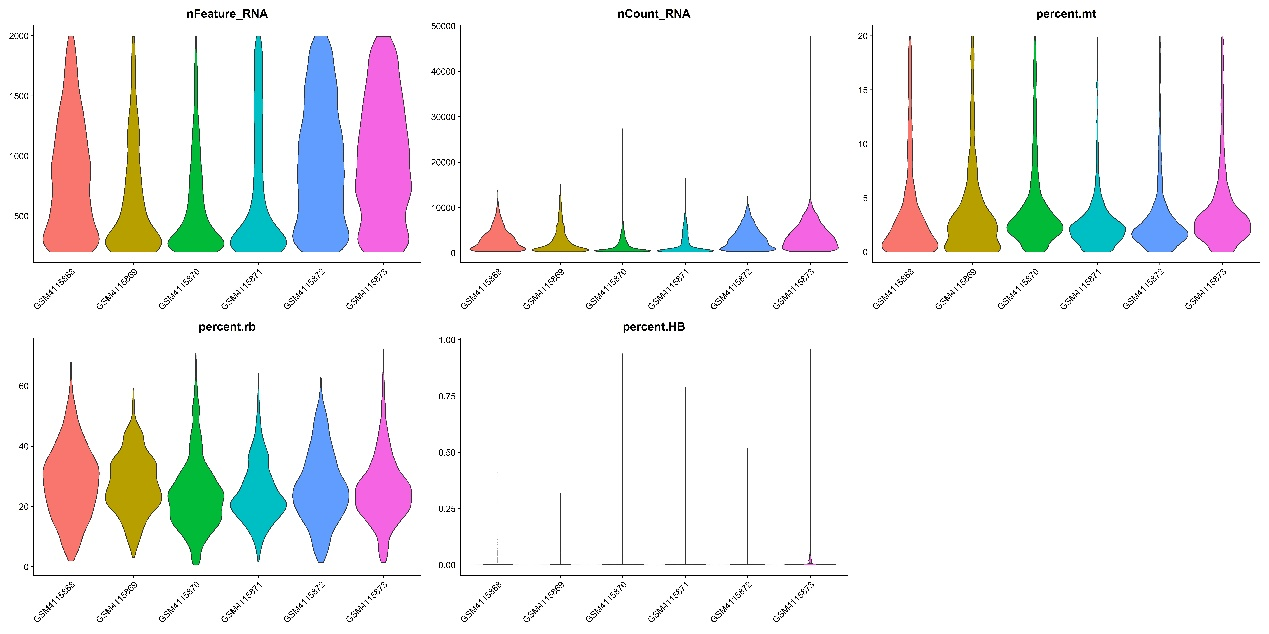 nFeature_RNA
2000
1500
1000
500
GSM4115868
GSM4115869
GSM4115870
GSM4115871
GSM4115872
GSM4115873
nCount_RNA
50000
40000
30000
20000
10000
0
GSM4115868
GSM4115869
GSM4115870
GSM4115871
GSM4115872
GSM4115873
percent.mt
20
15
10
5
0
GSM4115868
GSM4115869
GSM4115870
GSM4115871
GSM4115872
GSM4115873
percent.rb
60
40
20
0
GSM4115868
GSM4115869
GSM4115870
GSM4115871
GSM4115872
GSM4115873
percent.HB
1.00
0.75
0.50
0.25
0.00
GSM4115868
GSM4115869
GSM4115870
GSM4115871
GSM4115872
GSM4115873